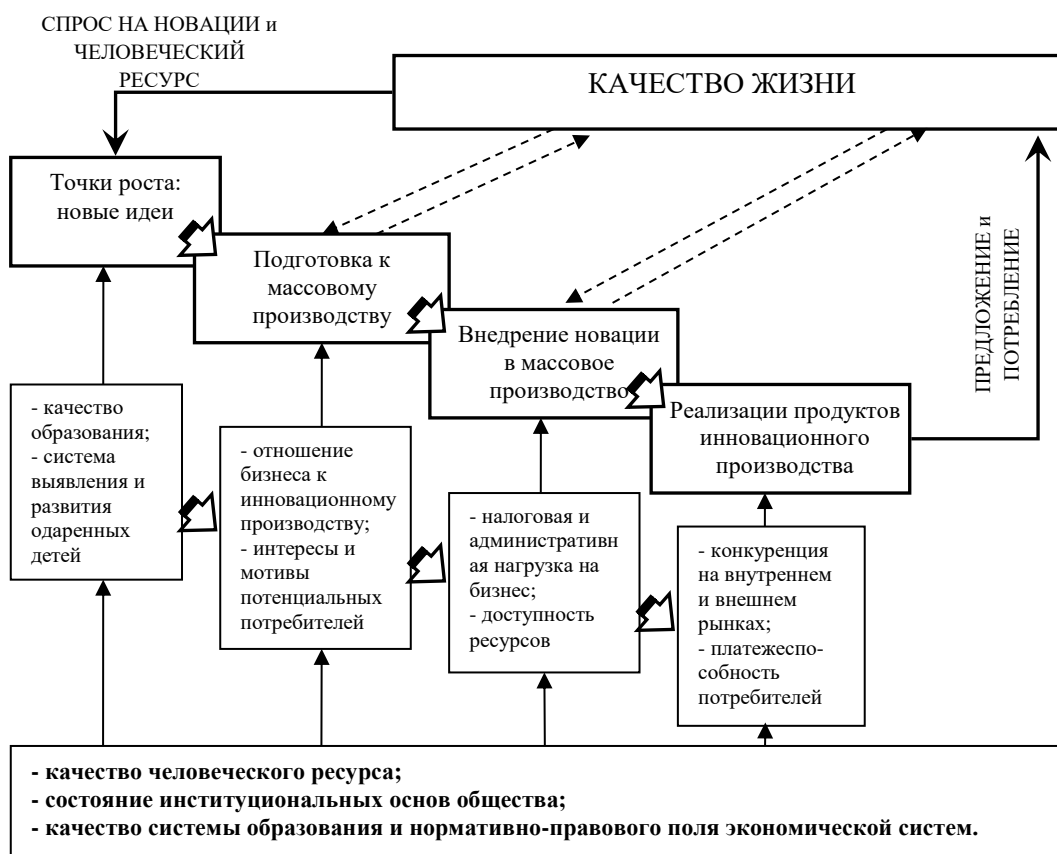 СПРОС НА НОВАЦИИ и
ЧЕЛОВЕЧЕСКИЙ
РЕСУРС
КАЧЕСТВО ЖИЗНИ
Точки роста:
новые идеи
Подготовка к
массовому
производству
Внедрение новации
в массовое
производство
Реализации продуктов
инновационного
производства
ПРЕДЛОЖЕНИЕ и
ПОТРЕБЛЕНИЕ
- качество
образования;
- система
выявления и
развития
одаренных
детей
- отношение
бизнеса к
инновационному
производству;
- интересы и
мотивы
потенциальных
потребителей
- налоговая и
административн
ая нагрузка на
бизнес;
- доступность
ресурсов
- конкуренция
на внутреннем
и внешнем
рынках;
- платежеспо-
собность
потребителей
- качество человеческого ресурса;
- состояние институциональных основ общества;
- качество системы образования и нормативно-правового поля экономической систем.